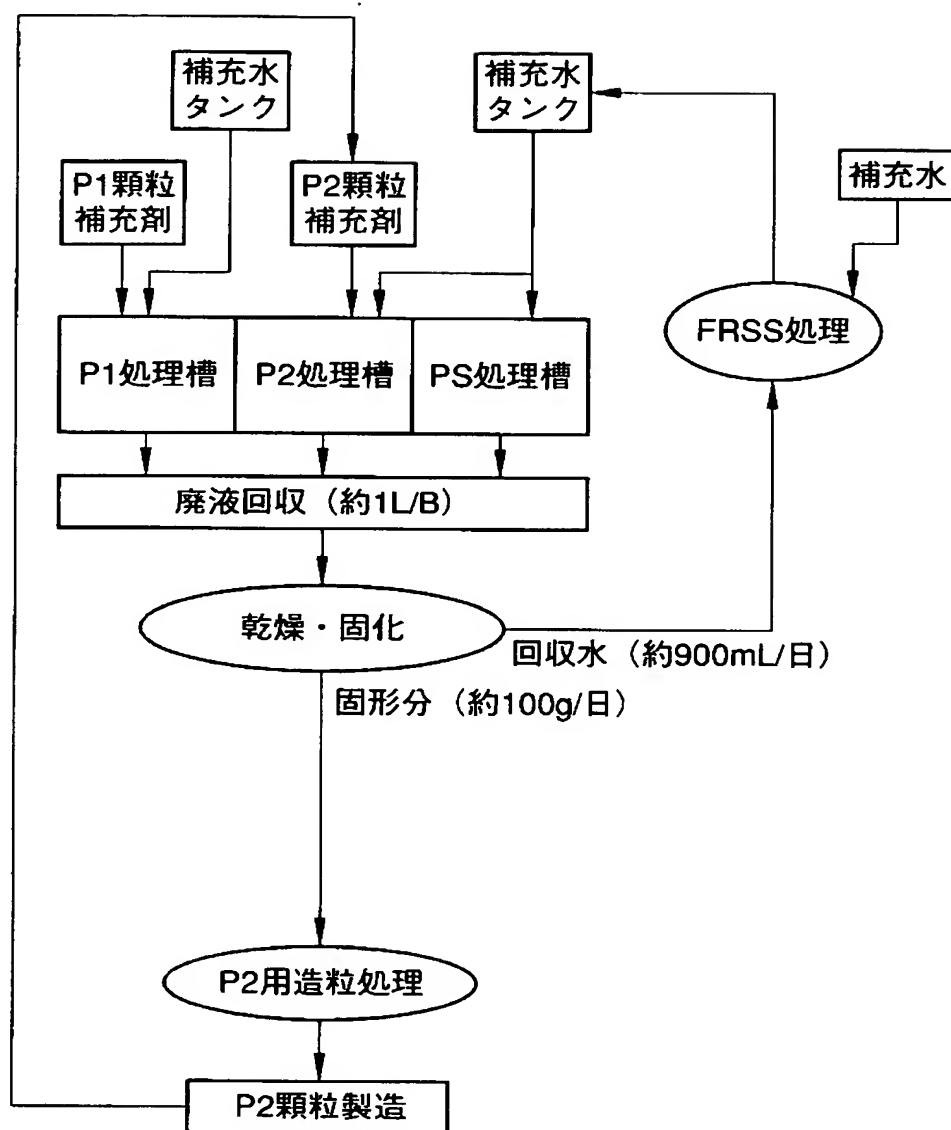 補充水
タンク
補充水
タンク
P1顆粒
補充剤
P2顆粒
補充剤
補充水
FRSS処理
P1処理槽
P2処理槽
PS処理槽
廃液回収（約1L/B）
乾燥・固化
回収水（約900mL/日）
固形分（約100g/日）
P2用造粒処理
P2顆粒製造